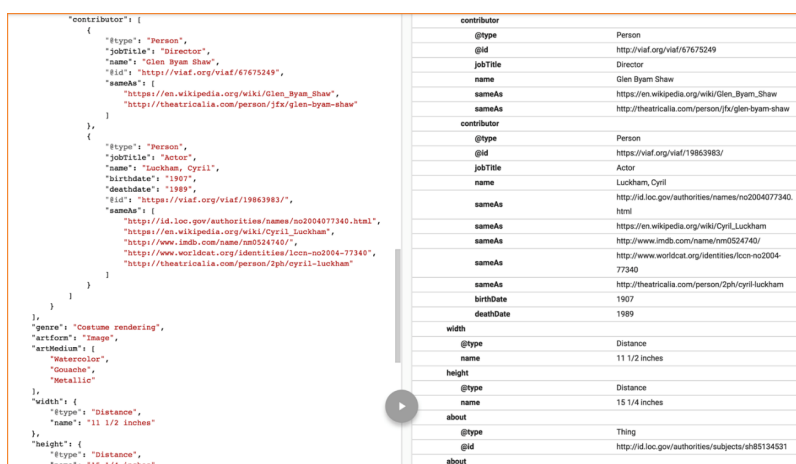 "contributor": [
{
"@type": "Person",
"jobTitle": "Director",
"name": "Glen Byam Shaw",
"@id": "http://viaf.org/viaf/67675249",
"sameAs": [
"https://en.wikipedia.org/wiki/Glen_Byam_Shaw",
"http://theatricalia.com/person/jfx/glen-byam-shaw"
]
},
{
"@type": "Person",
"jobTitle": "Actor",
"name": "Luckham, Cyril",
"birthdate": "1907",
"deathdate": "1989",
"@id": "https://viaf.org/viaf/19863983/",
"sameAs": [
"http://id.loc.gov/authorities/names/no2004077340.html",
"https://en.wikipedia.org/wiki/Cyril_Luckham",
"http://www.imdb.com/name/nm0524740/",
"http://www.worldcat.org/identities/lccn-no2004-77340",
"http://theatricalia.com/person/2ph/cyril-luckham"
]
}
]
}
],
"genre": "Costume rendering",
"artform": "Image",
"artMedium": [
"Watercolor",
"Gouache",
"Metallic"
],
"width": {
"@type": "Distance",
"name": "11 1/2 inches"
},
"height": {
"@type": "Distance",
"name": "15 1/4 inches"
contributor
@type Person
@id http://viaf.org/viaf/67675249
jobTitle Director
name Glen Byam Shaw
sameAs https://en.wikipedia.org/wiki/Glen_Byam_Shaw
sameAs http://theatricalia.com/person/jfx/glen-byam-shaw
contributor
@type Person
@id https://viaf.org/viaf/19863983/
jobTitle Actor
name Luckham, Cyril
sameAs http://id.loc.gov/authorities/names/no2004077340.
html
sameAs https://en.wikipedia.org/wiki/Cyril_Luckham
sameAs http://www.imdb.com/name/nm0524740/
sameAs http://www.worldcat.org/identities/lccn-no2004-
77340
sameAs http://theatricalia.com/person/2ph/cyril-luckham
birthDate 1907
deathDate 1989
width
@type Distance
name 11 1/2 inches
height
@type Distance
name 15 1/4 inches
about
@type Thing
@id http://id.loc.gov/authorities/subjects/sh85134531
about